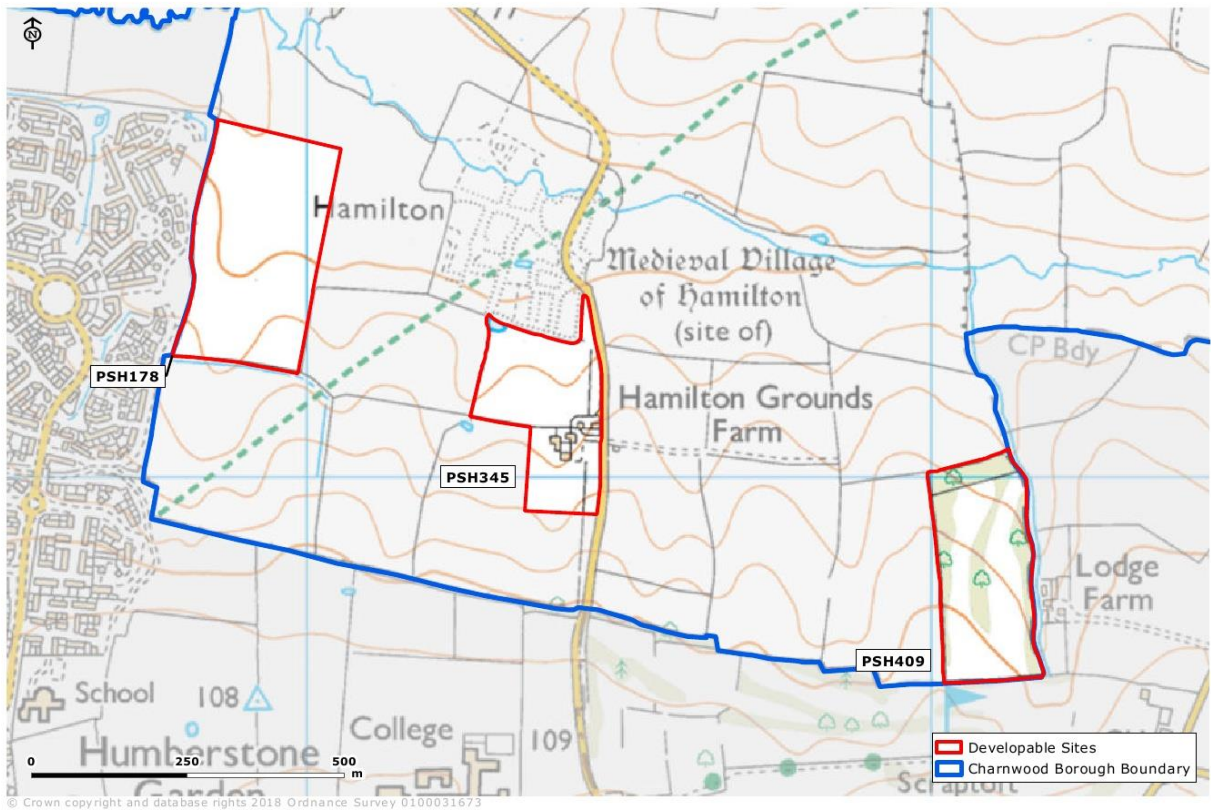 N
Hamilton
Medieval Village
of Hamilton
(site of)
CP Bdy
PSH178
Hamilton Grounds
Farm
PSH345
Lodge
Farm
PSH409
School
108
College
109
Humberstone
Garden
Scraptoft
0
250
500
m
Developable Sites
Charnwood Borough Boundary
© Crown copyright and database rights 2018 Ordnance Survey 0100031673